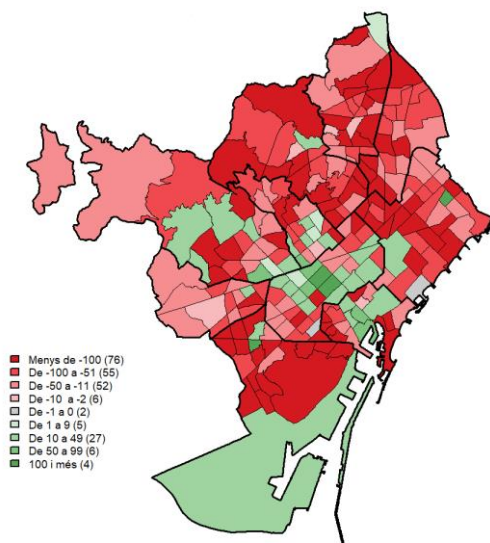 Menys de -100 (76)
De -100 a -51 (55)
De -50 a -11 (52)
De -10 a -2 (6)
De -1 a 0 (2)
De 1 a 9 (5)
De 10 a 49 (27)
De 50 a 99 (6)
100 i més (4)